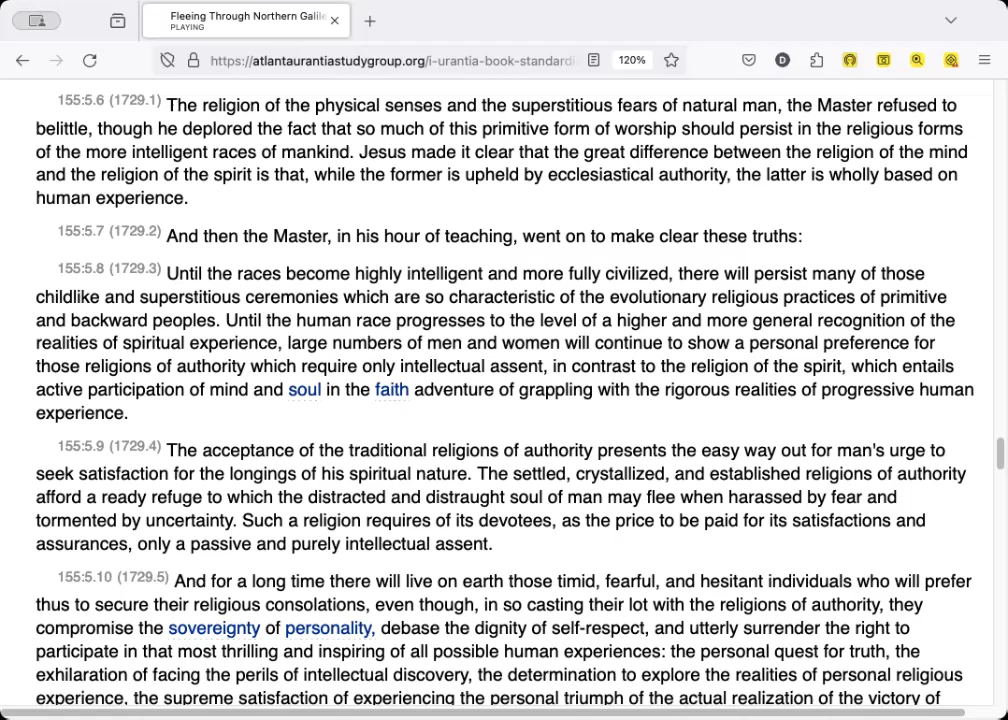 Fleeing Through Northern Galile
PLAYING
https://atlantaurantiastudygroup.org/i-urantia-book-standardi
120%
D
155:5.6 (1729.1) The religion of the physical senses and the superstitious fears of natural man, the Master refused to
belittle, though he deplored the fact that so much of this primitive form of worship should persist in the religious forms
of the more intelligent races of mankind. Jesus made it clear that the great difference between the religion of the mind
and the religion of the spirit is that, while the former is upheld by ecclesiastical authority, the latter is wholly based on
human experience.
155:5.7 (1729.2) And then the Master, in his hour of teaching, went on to make clear these truths:
155:5.8 (1729.3) Until the races become highly intelligent and more fully civilized, there will persist many of those
childlike and superstitious ceremonies which are so characteristic of the evolutionary religious practices of primitive
and backward peoples. Until the human race progresses to the level of a higher and more general recognition of the
realities of spiritual experience, large numbers of men and women will continue to show a personal preference for
those religions of authority which require only intellectual assent, in contrast to the religion of the spirit, which entails
active participation of mind and soul in the faith adventure of grappling with the rigorous realities of progressive human
experience.
155:5.9 (1729.4) The acceptance of the traditional religions of authority presents the easy way out for man's urge to
seek satisfaction for the longings of his spiritual nature. The settled, crystallized, and established religions of authority
afford a ready refuge to which the distracted and distraught soul of man may flee when harassed by fear and
tormented by uncertainty. Such a religion requires of its devotees, as the price to be paid for its satisfactions and
assurances, only a passive and purely intellectual assent.
155:5.10 (1729.5) And for a long time there will live on earth those timid, fearful, and hesitant individuals who will prefer
thus to secure their religious consolations, even though, in so casting their lot with the religions of authority, they
compromise the sovereignty of personality, debase the dignity of self-respect, and utterly surrender the right to
participate in that most thrilling and inspiring of all possible human experiences: the personal quest for truth, the
exhilaration of facing the perils of intellectual discovery, the determination to explore the realities of personal religious
experience, the supreme satisfaction of experiencing the personal triumph of the actual realization of the victory of